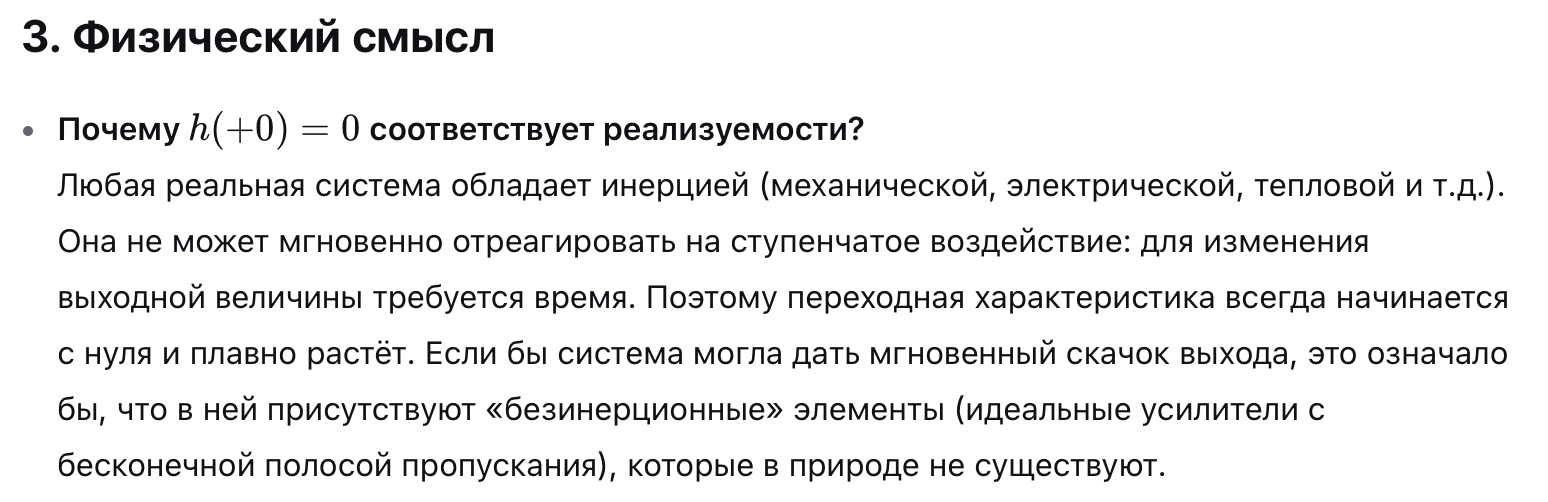 3. Физический смысл
• Почему h(+0) = 0 соответствует реализуемости?
Любая реальная система обладает инерцией (механической, электрической, тепловой и т.д.).
Она не может мгновенно отреагировать на ступенчатое воздействие: для изменения
выходной величины требуется время. Поэтому переходная характеристика всегда начинается
с нуля и плавно растёт. Если бы система могла дать мгновенный скачок выхода, это означало
бы, что в ней присутствуют «безинерционные» элементы (идеальные усилители с
бесконечной полосой пропускания), которые в природе не существуют.